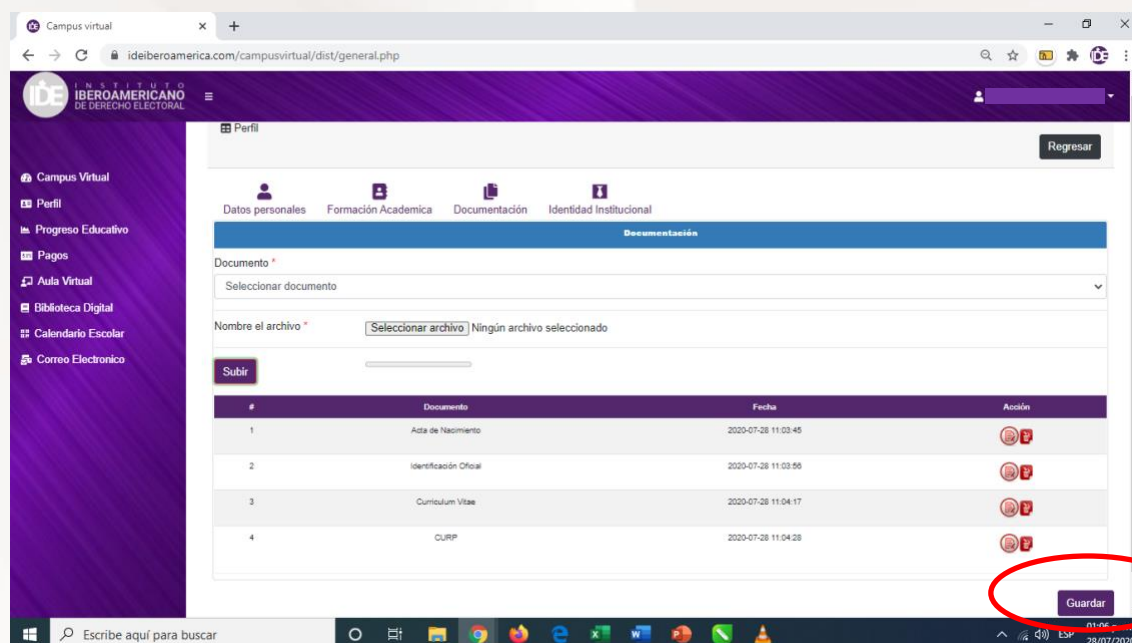 Campus virtual
ideiberoamerica.com/campusvirtual/dist/general.php
IDE INSTITUTO
IBEROAMERICANO
DE DERECHO ELECTORAL
Perfil
Regresar
Campus Virtual
Perfil
Progreso Educativo
Pagos
Aula Virtual
Biblioteca Digital
Calendario Escolar
Correo Electronico
Datos personales Formación Academica Documentación Identidad Institucional
Documentación
Documento *
Seleccionar documento
Nombre el archivo * Seleccionar archivo Ningún archivo seleccionado
Subir
# Documento Fecha Acción
1 Acta de Nacimiento 2020-07-28 11:03:45
2 Identificación Oficial 2020-07-28 11:03:56
3 Curriculum Vitae 2020-07-28 11:04:17
4 CURP 2020-07-28 11:04:28
Guardar
Escribe aquí para buscar
ESP
01:06
28/07/2020